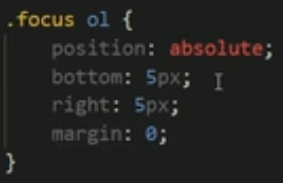 .focus ol {
    position: absolute;
    bottom: 5px;
    right: 5px;
    margin: 0;
}